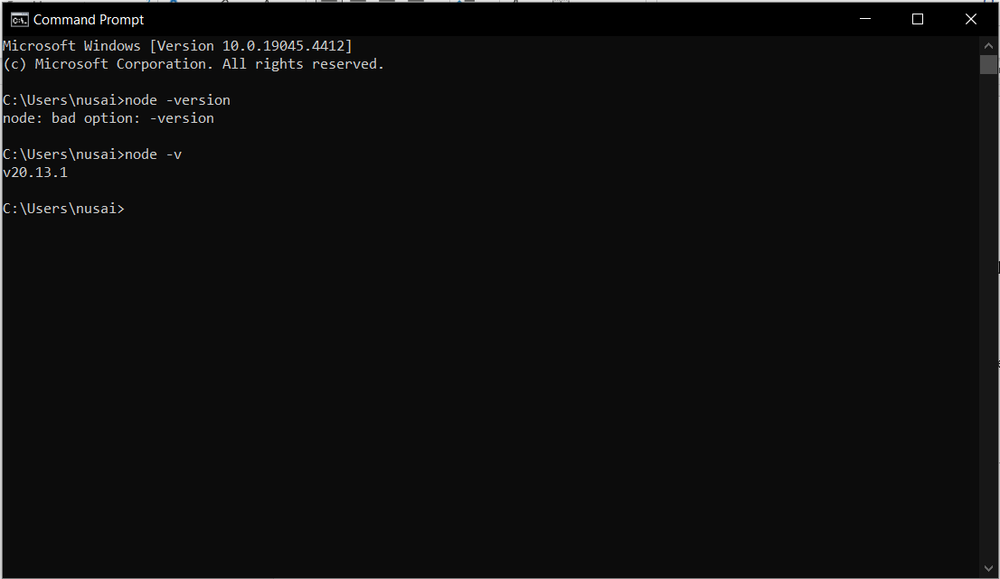 Command Prompt
Microsoft Windows [Version 10.0.19045.4412]
(c) Microsoft Corporation. All rights reserved.
C:\Users\nusai>node -version
node: bad option: -version
C:\Users\nusai>node -v
v20.13.1
C:\Users\nusai>